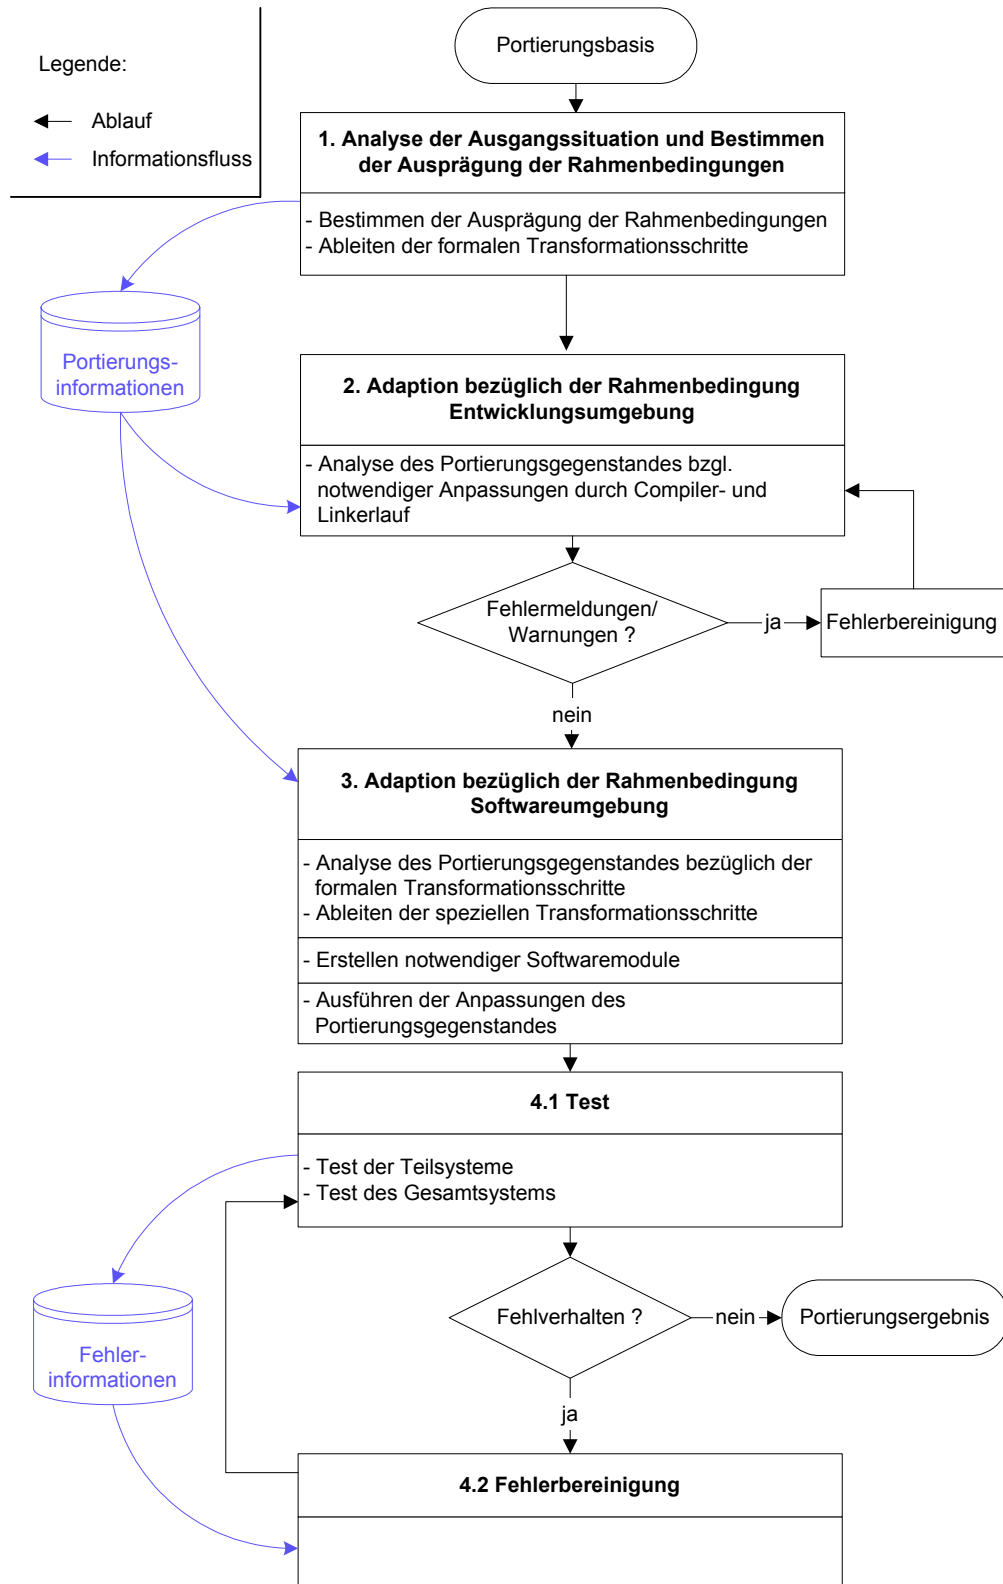 Portierungsbasis
Legende:
Ablauf
Informationsfluss
1. Analyse der Ausgangssituation und Bestimmen
der Ausprägung der Rahmenbedingungen
- Bestimmen der Ausprägung der Rahmenbedingungen
- Ableiten der formalen Transformationsschritte
Portierungs-
informationen
2. Adaption bezüglich der Rahmenbedingung
Entwicklungsumgebung
- Analyse des Portierungsgegenstandes bzgl.
notwendiger Anpassungen durch Compiler- und
Linkerlauf
Fehlermeldungen/
Warnungen ?
ja
Fehlerbereinigung
nein
3. Adaption bezüglich der Rahmenbedingung
Softwareumgebung
- Analyse des Portierungsgegenstandes bezüglich der
formalen Transformationsschritte
- Ableiten der speziellen Transformationsschritte
- Erstellen notwendiger Softwaremodule
- Ausführen der Anpassungen des
Portierungsgegenstandes
4.1 Test
- Test der Teilsysteme
- Test des Gesamtsystems
Fehlverhalten ?
nein
Portierungsergebnis
Fehler-
informationen
ja
4.2 Fehlerbereinigung